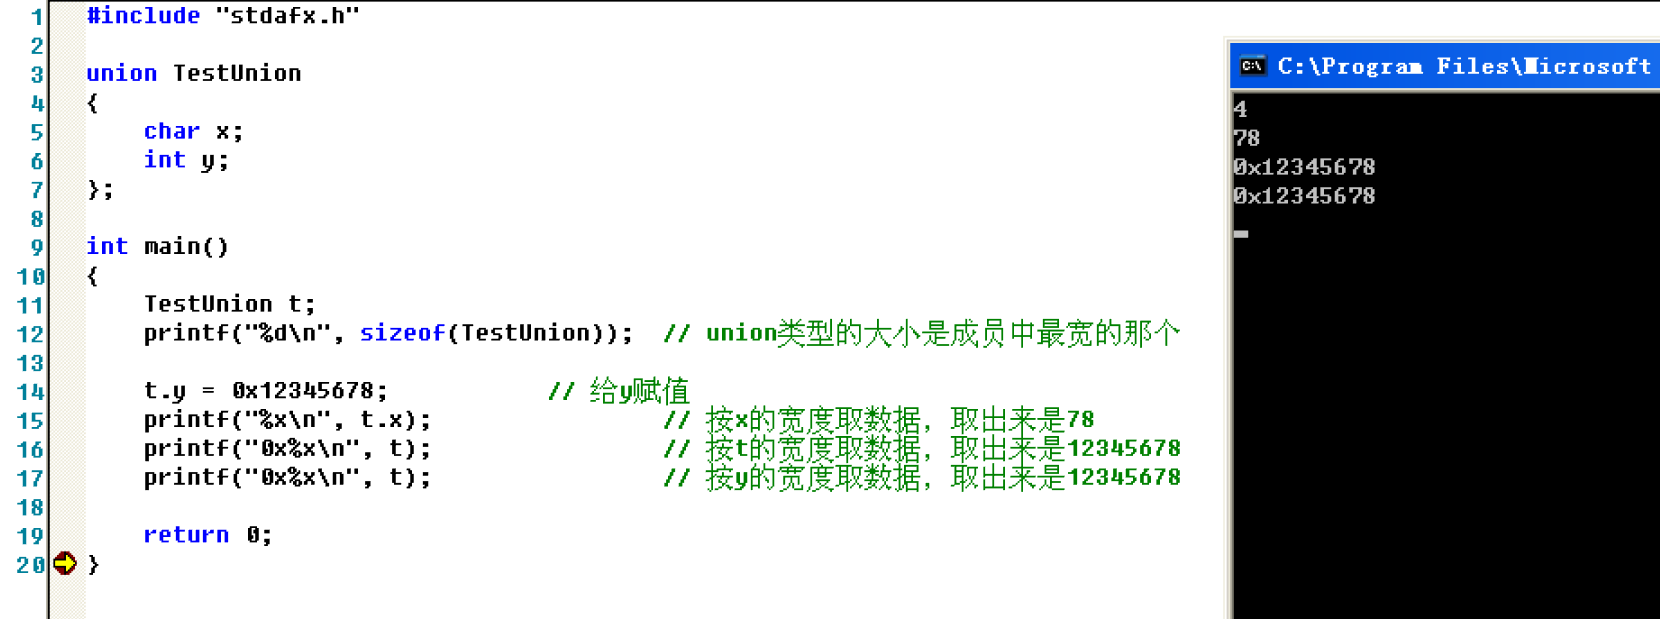 1 #include "stdafx.h"
2
3 union TestUnion
4 {
5 char x;
6 int y;
7 };
8
9 int main()
10 {
11 TestUnion t;
12 printf("%d\n", sizeof(TestUnion)); // union类型的大小是成员中最宽的那个
13
14 t.y = 0x12345678; // 给y赋值
15 printf("%x\n", t.x); // 按x的宽度取数据，取出来是78
16 printf("0x%x\n", t); // 按t的宽度取数据，取出来是12345678
17 printf("0x%x\n", t); // 按y的宽度取数据，取出来是12345678
18
19 return 0;
20 }
C:\Program Files\Microsoft
4
78
0x12345678
0x12345678